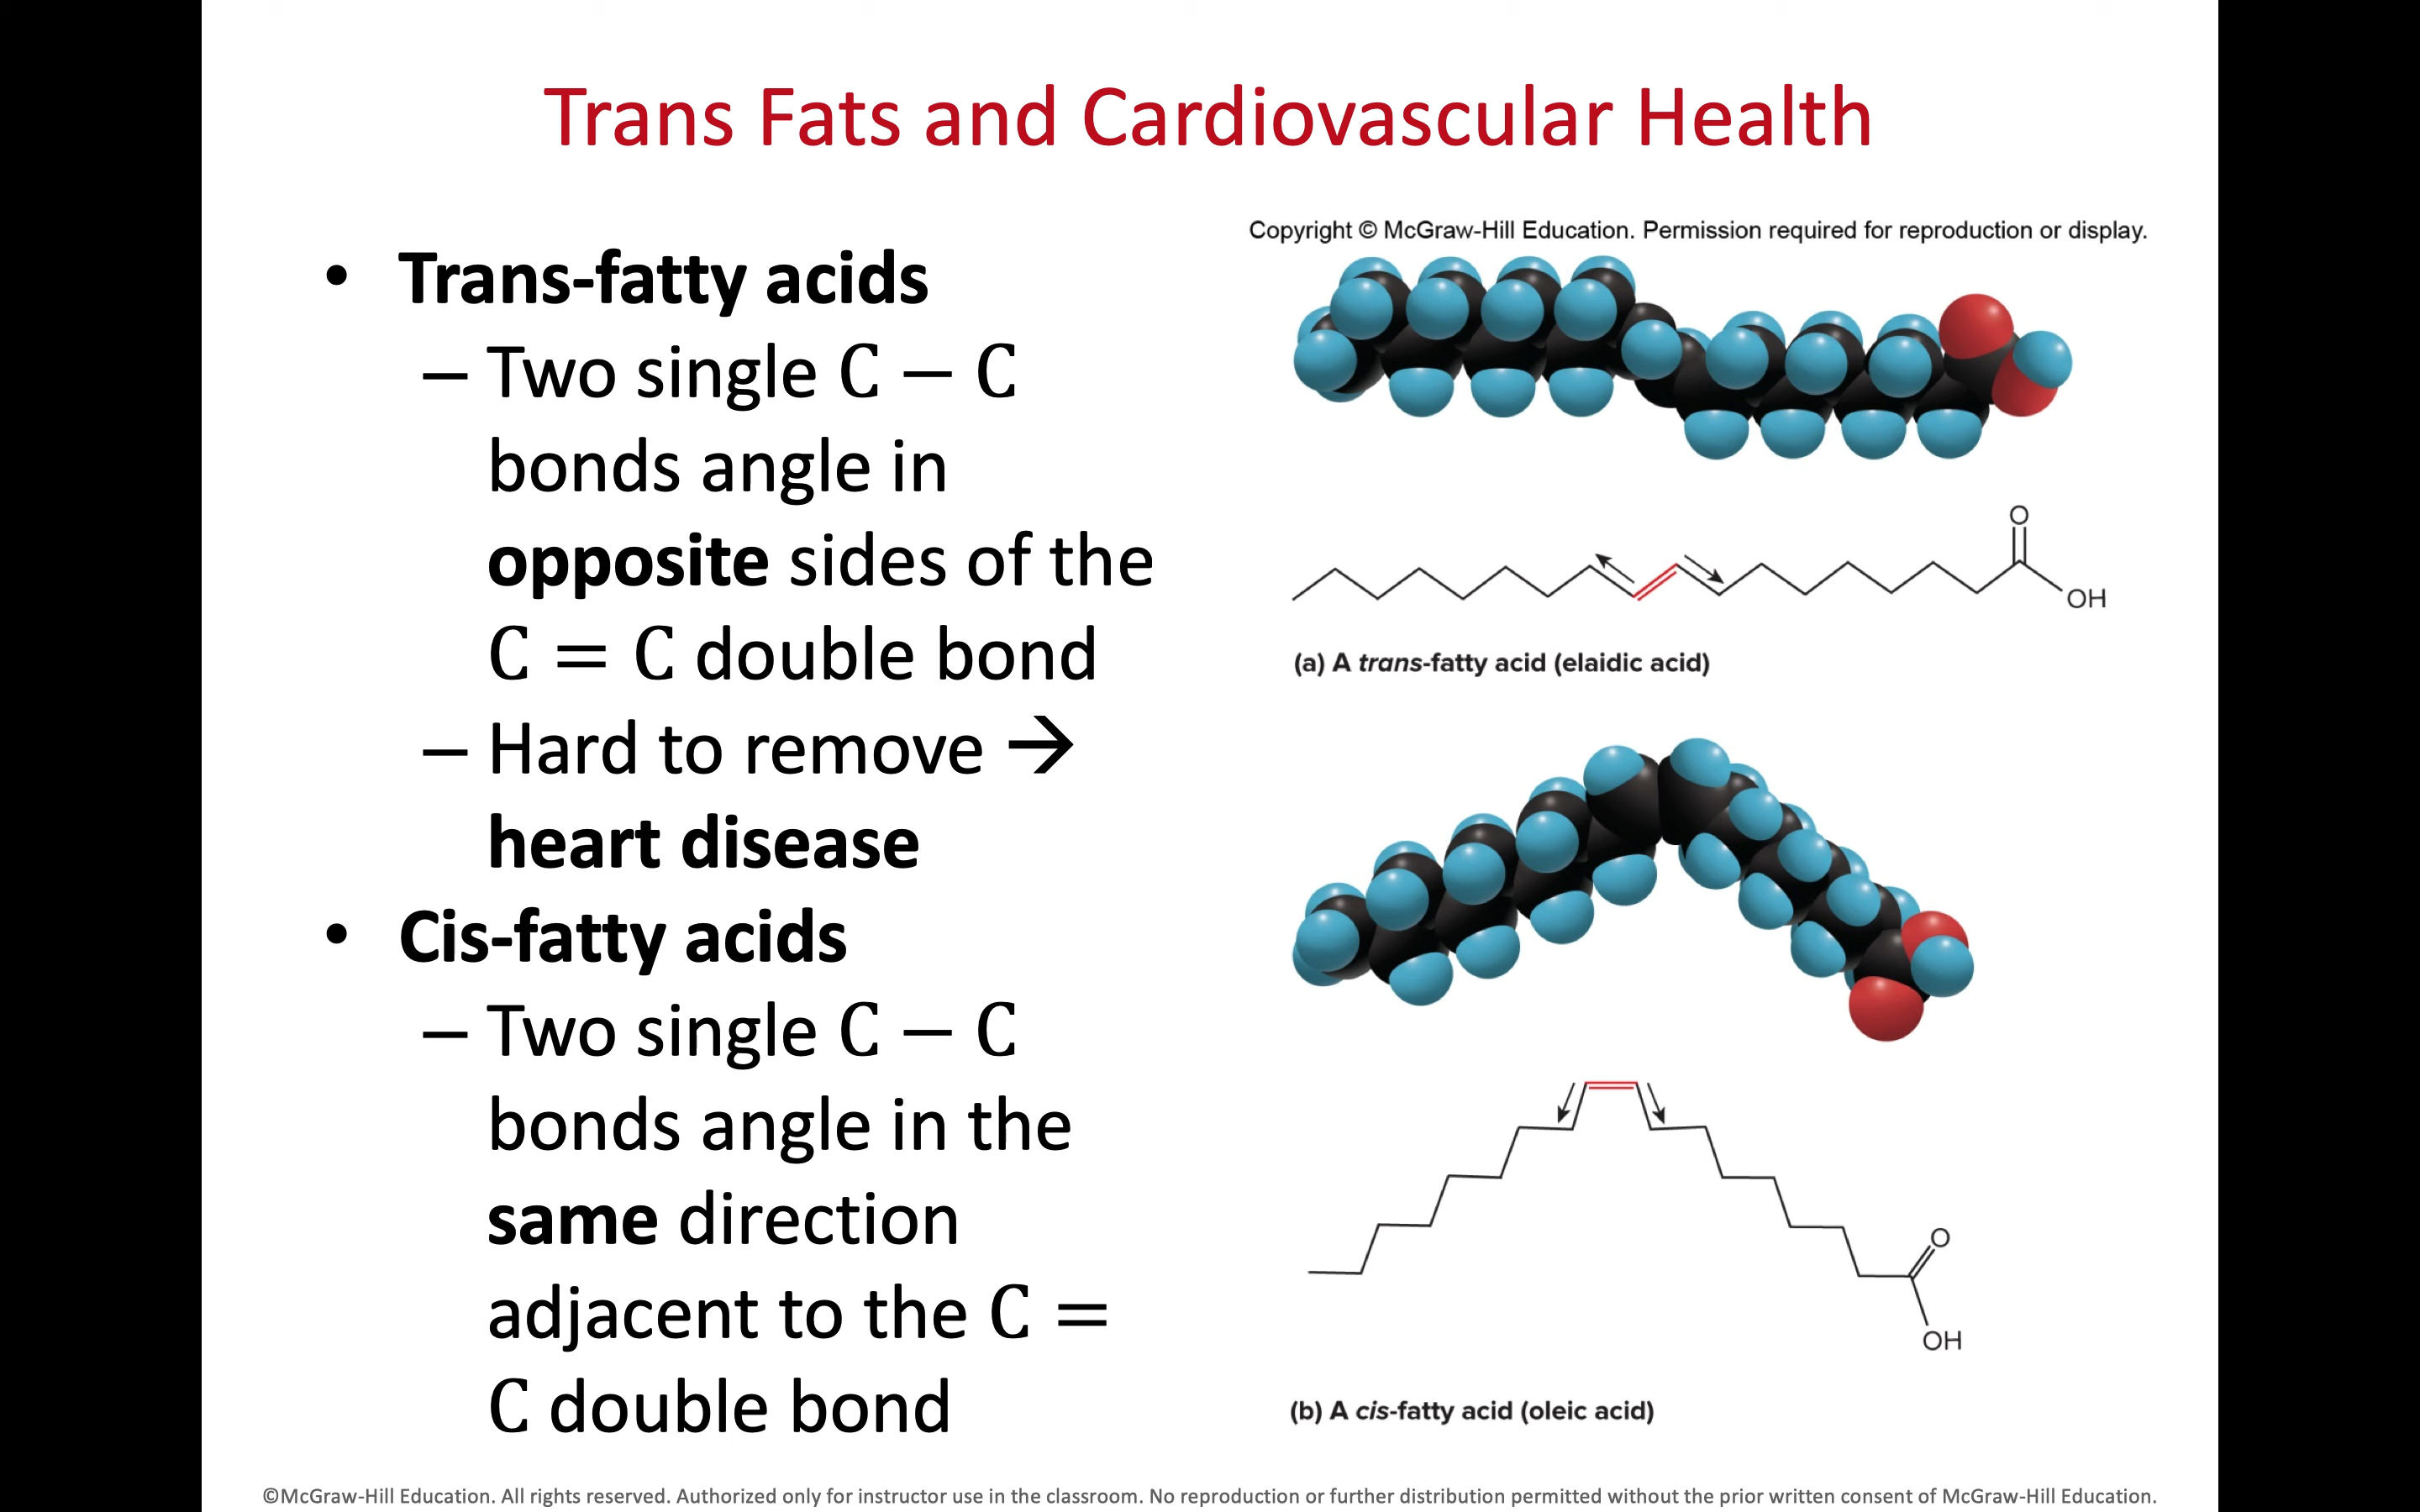 Trans Fats and Cardiovascular Health
• Trans-fatty acids
– Two single C − C
bonds angle in
opposite sides of the
C = C double bond
– Hard to remove →
heart disease
• Cis-fatty acids
– Two single C − C
bonds angle in the
same direction
adjacent to the C =
C double bond
Copyright © McGraw-Hill Education. Permission required for reproduction or display.
O
OH
(a) A trans-fatty acid (elaidic acid)
O
OH
(b) A cis-fatty acid (oleic acid)
©McGraw-Hill Education. All rights reserved. Authorized only for instructor use in the classroom. No reproduction or further distribution permitted without the prior written consent of McGraw-Hill Education.